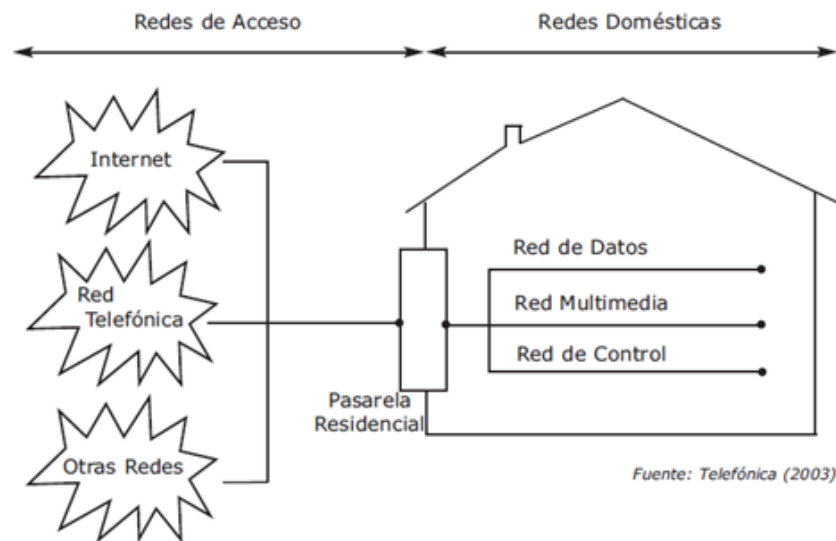 Redes de Acceso
Redes Domésticas
Internet
Red
Telefónica
Otras Redes
Pasarela
Residencial
Red de Datos
Red Multimedia
Red de Control
Fuente: Telefónica (2003)